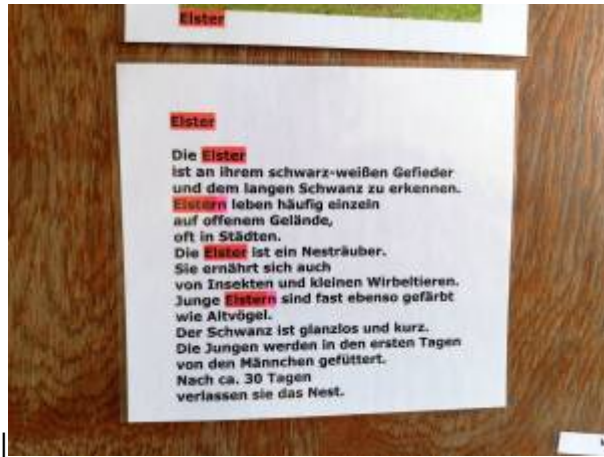 Elster
Elster
Die Elster
ist an ihrem schwarz-weißen Gefieder
und dem langen Schwanz zu erkennen.
Elstern leben häufig einzeln
auf offenem Gelände,
oft in Städten.
Die Elster ist ein Nesträuber.
Sie ernährt sich auch
von Insekten und kleinen Wirbeltieren.
Junge Elstern sind fast ebenso gefärbt
wie Altvögel.
Der Schwanz ist glanzlos und kurz.
Die Jungen werden in den ersten Tagen
von den Männchen gefüttert.
Nach ca. 30 Tagen
verlassen sie das Nest.